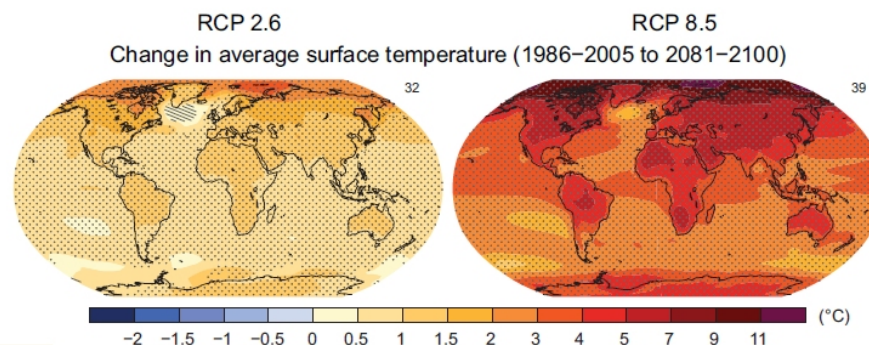 RCP 2.6 RCP 8.5
Change in average surface temperature (1986−2005 to 2081−2100)
32 39
−2 −1.5 −1 −0.5 0 0.5 1 1.5 2 3 4 5 7 9 11 (°C)